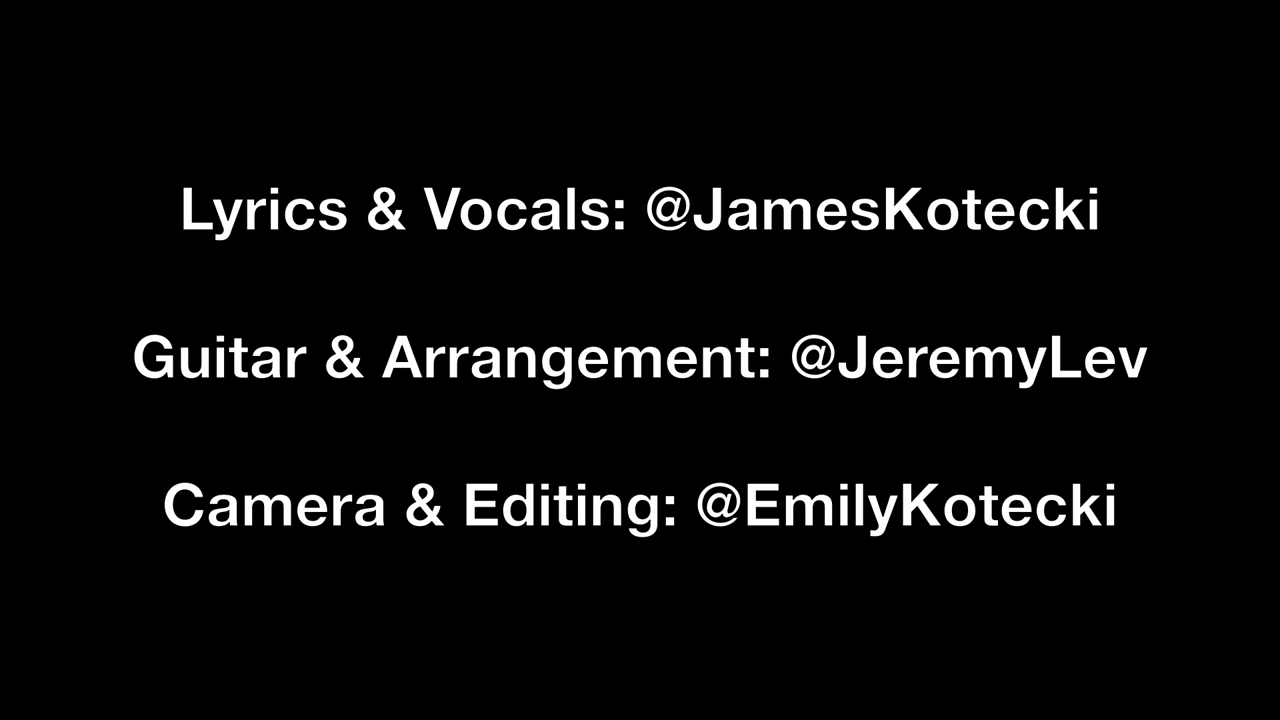 Lyrics & Vocals: @JamesKotecki
Guitar & Arrangement: @JeremyLev
Camera & Editing: @EmilyKotecki